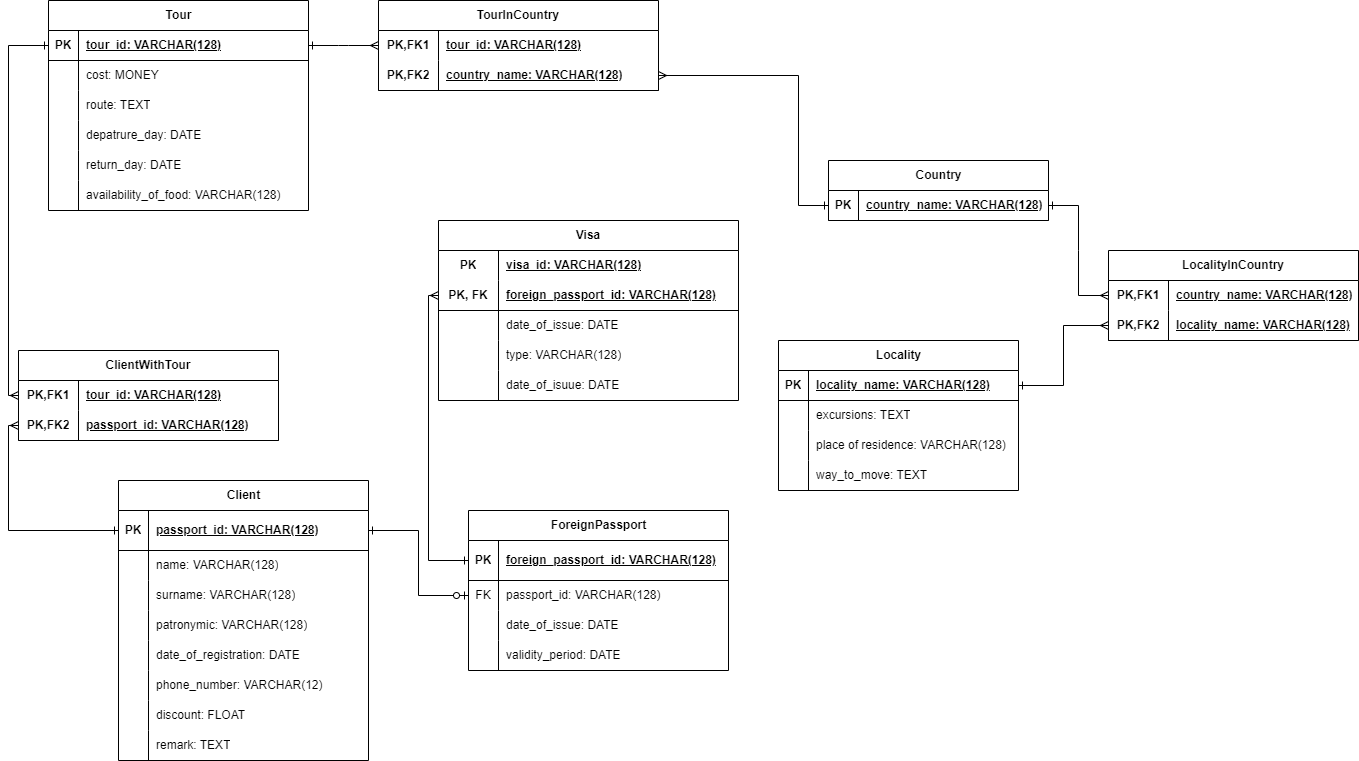 Tour
PK tour_id: VARCHAR(128)
cost: MONEY
route: TEXT
depatrure_day: DATE
return_day: DATE
availability_of_food: VARCHAR(128)
TourInCountry
PK,FK1 tour_id: VARCHAR(128)
PK,FK2 country_name: VARCHAR(128)
Country
PK country_name: VARCHAR(128)
Visa
PK visa_id: VARCHAR(128)
PK, FK foreign_passport_id: VARCHAR(128)
date_of_issue: DATE
type: VARCHAR(128)
date_of_isuue: DATE
LocalityInCountry
PK,FK1 country_name: VARCHAR(128)
PK,FK2 locality_name: VARCHAR(128)
Locality
PK locality_name: VARCHAR(128)
excursions: TEXT
place of residence: VARCHAR(128)
way_to_move: TEXT
ClientWithTour
PK,FK1 tour_id: VARCHAR(128)
PK,FK2 passport_id: VARCHAR(128)
Client
PK passport_id: VARCHAR(128)
name: VARCHAR(128)
surname: VARCHAR(128)
patronymic: VARCHAR(128)
date_of_registration: DATE
phone_number: VARCHAR(12)
discount: FLOAT
remark: TEXT
ForeignPassport
PK foreign_passport_id: VARCHAR(128)
FK passport_id: VARCHAR(128)
date_of_issue: DATE
validity_period: DATE